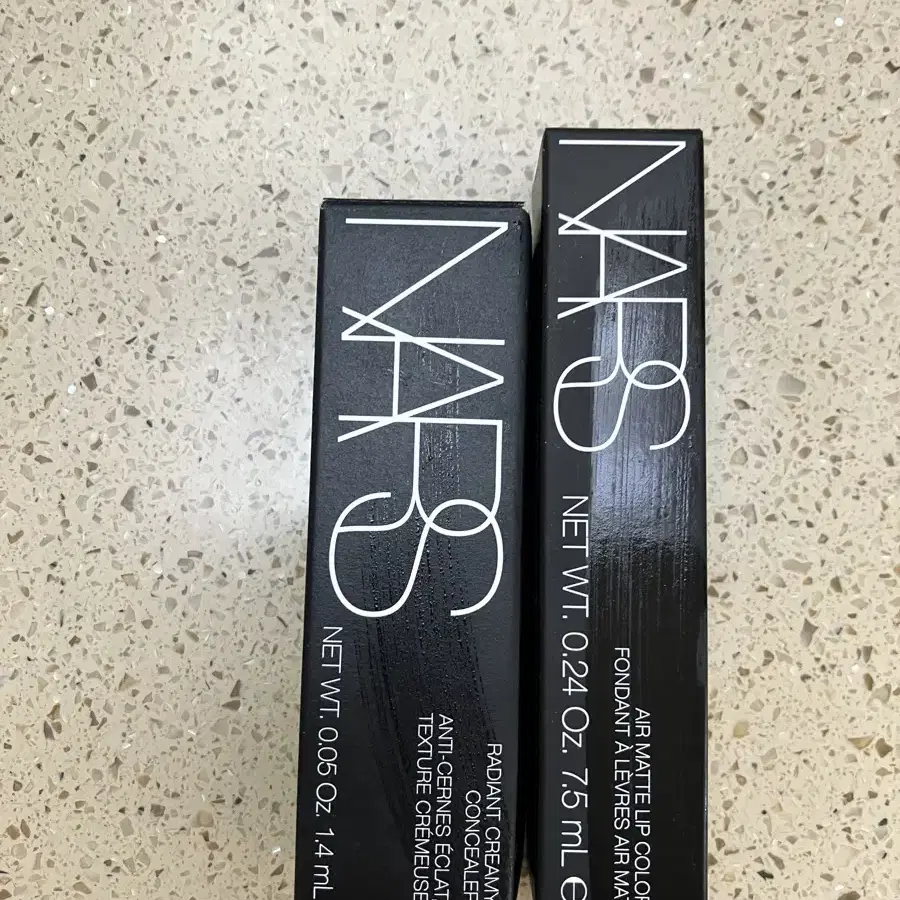 NARS
NET WT. 0.05 Oz. 1.4 mL
RADIANT CREAMY
CONCEALER
ANTI-CERNES ÉCLAT,
TEXTURE CRÉMEUSE
NARS
NET WT. 0.24 Oz. 7.5 mL e
AIR MATTE LIP COLOR
FONDANT À LÈVRES AIR MAT